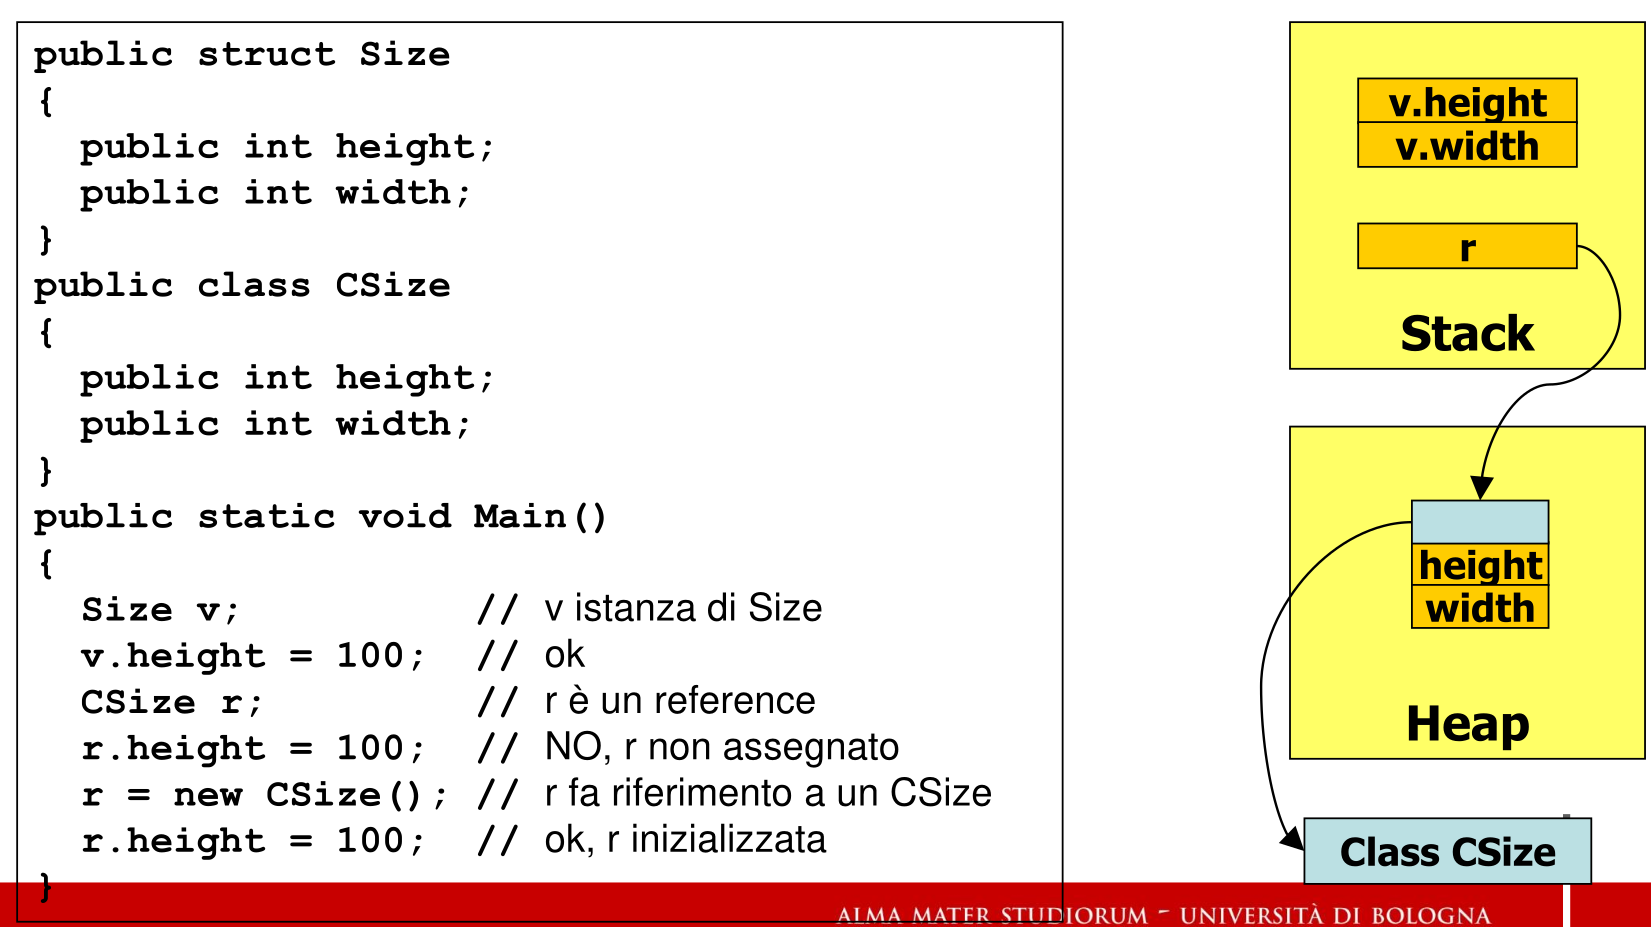 public struct Size
{
  public int height;
  public int width;
}
public class CSize
{
  public int height;
  public int width;
}
public static void Main()
{
  Size v; // v istanza di Size
  v.height = 100; // ok
  CSize r; // r è un reference
  r.height = 100; // NO, r non assegnato
  r = new CSize(); // r fa riferimento a un CSize
  r.height = 100; // ok, r inizializzata
}
v.height
v.width
r
Stack
height
width
Heap
Class CSize
ALMA MATER STUDIORUM - UNIVERSITÀ DI BOLOGNA